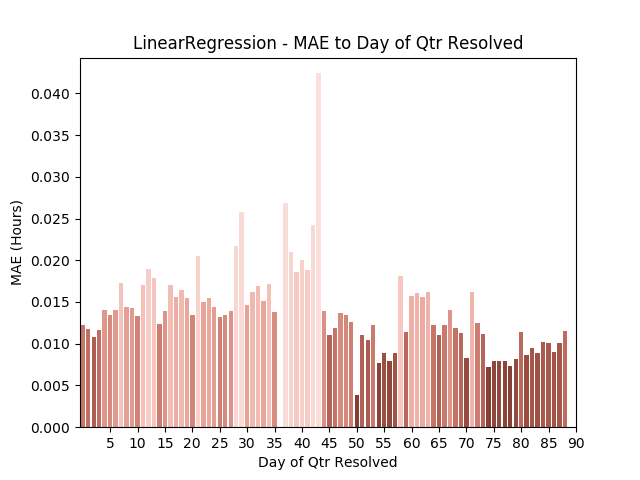 LinearRegression - MAE to Day of Qtr Resolved
0.040
0.035
0.030
0.025
0.020
0.015
0.010
0.005
0.000
MAE (Hours)
5 10 15 20 25 30 35 40 45 50 55 60 65 70 75 80 85 90
Day of Qtr Resolved